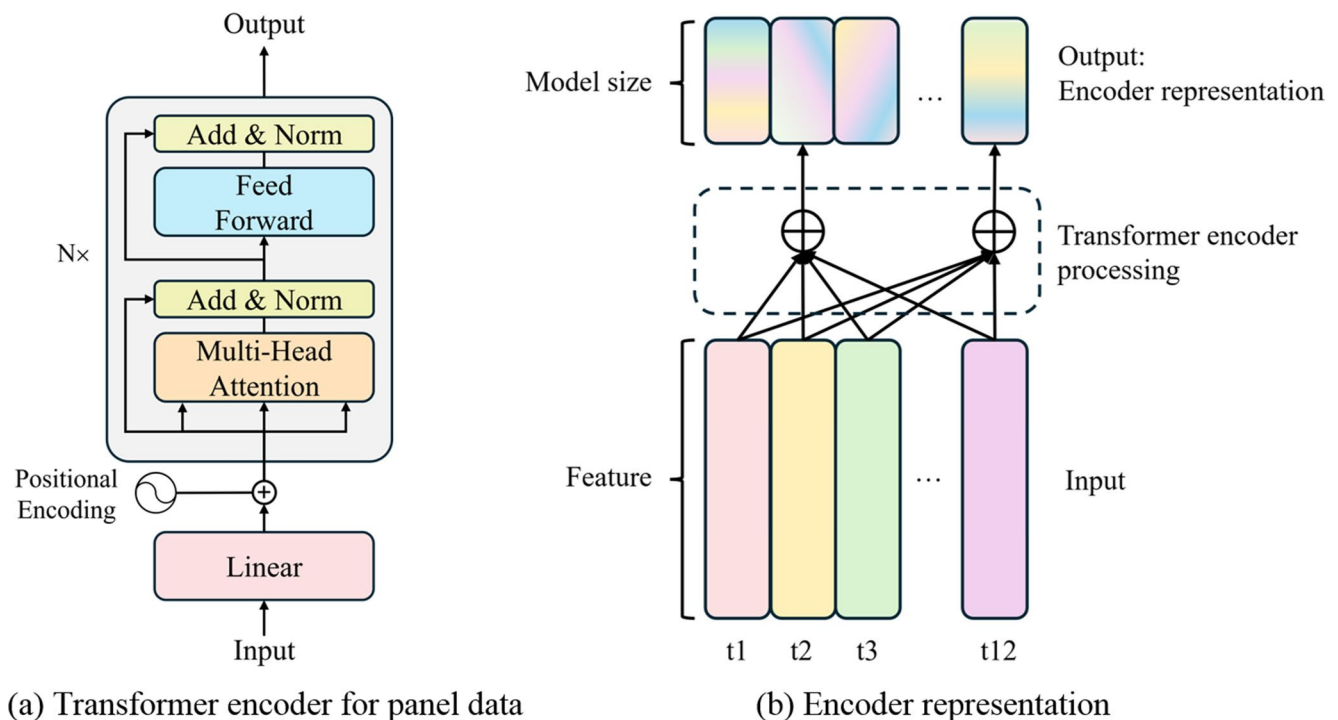 Output
Add & Norm
Feed
Forward
N×
Add & Norm
Multi-Head
Attention
Positional
Encoding
Linear
Input
(a) Transformer encoder for panel data
Model size
...
Output:
Encoder representation
Transformer encoder
processing
Feature
...
Input
t1 t2 t3 t12
(b) Encoder representation